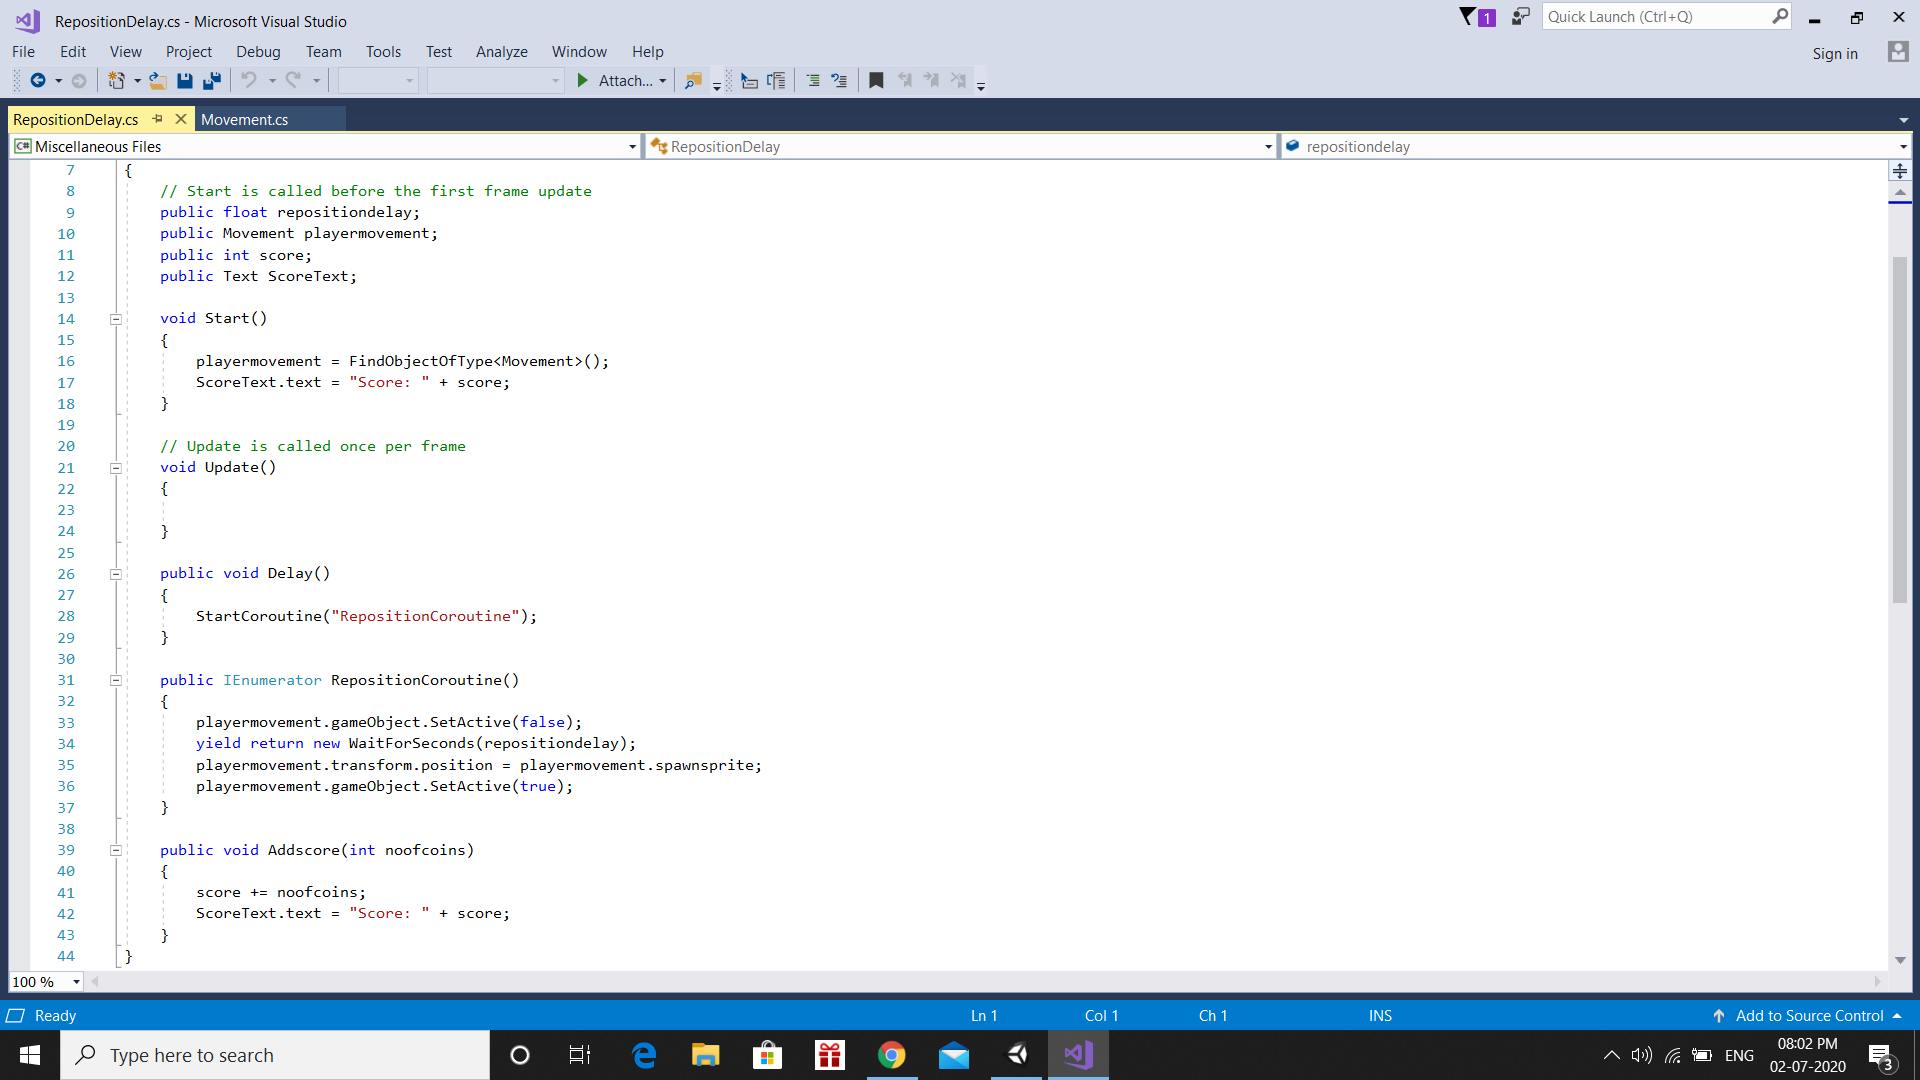 RepositionDelay.cs - Microsoft Visual Studio
1
Quick Launch (Ctrl+Q)
File Edit View Project Debug Team Tools Test Analyze Window Help
Sign in
Attach...
RepositionDelay.cs
Movement.cs
C# Miscellaneous Files
RepositionDelay
repositiondelay
7 {
8 // Start is called before the first frame update
9 public float repositiondelay;
10 public Movement playermovement;
11 public int score;
12 public Text ScoreText;
13
14 void Start()
15 {
16 playermovement = FindObjectOfType<Movement>();
17 ScoreText.text = "Score: " + score;
18 }
19
20 // Update is called once per frame
21 void Update()
22 {
23
24 }
25
26 public void Delay()
27 {
28 StartCoroutine("RepositionCoroutine");
29 }
30
31 public IEnumerator RepositionCoroutine()
32 {
33 playermovement.gameObject.SetActive(false);
34 yield return new WaitForSeconds(repositiondelay);
35 playermovement.transform.position = playermovement.spawnsprite;
36 playermovement.gameObject.SetActive(true);
37 }
38
39 public void Addscore(int noofcoins)
40 {
41 score += noofcoins;
42 ScoreText.text = "Score: " + score;
43 }
44 }
100 %
Ready
Ln 1
Col 1
Ch 1
INS
Add to Source Control
Type here to search
ENG
08:02 PM
02-07-2020
3